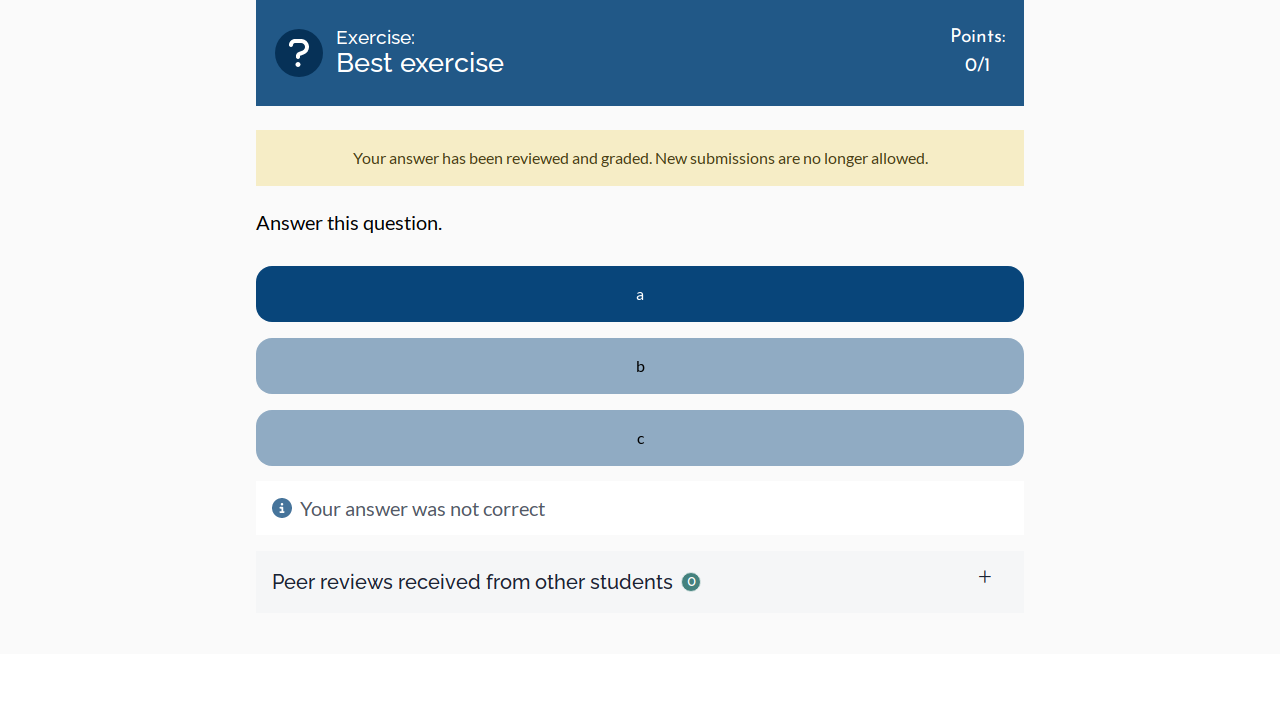 Exercise:
Best exercise
Points:
0/1
Your answer has been reviewed and graded. New submissions are no longer allowed.
Answer this question.
a
b
c
Your answer was not correct
Peer reviews received from other students 0
+